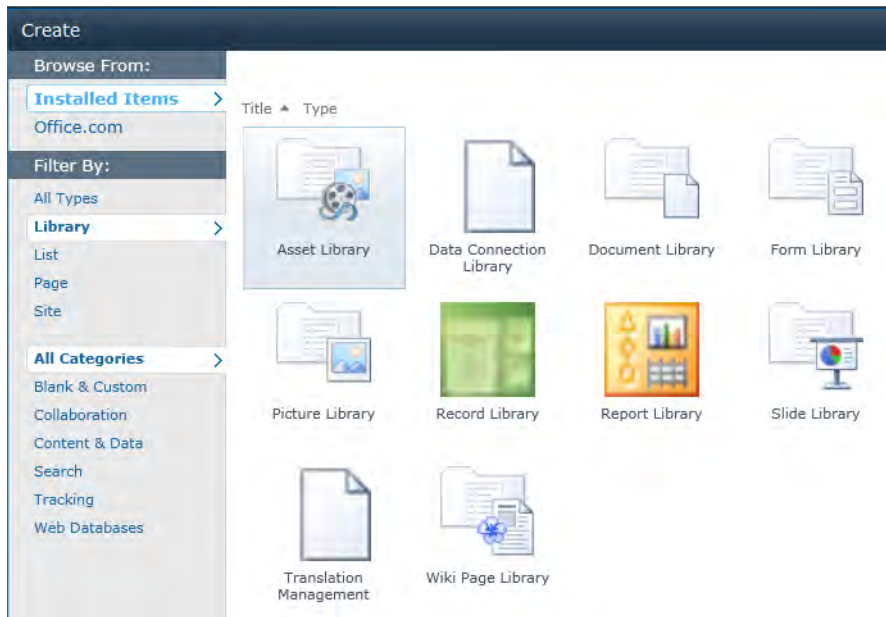 Create
Browse From:
Installed Items
Office.com
Filter By:
All Types
Library
List
Page
Site
All Categories
Blank & Custom
Collaboration
Content & Data
Search
Tracking
Web Databases
Title Type
Asset Library
Data Connection
Library
Document Library
Form Library
Picture Library
Record Library
Report Library
Slide Library
Translation
Management
Wiki Page Library